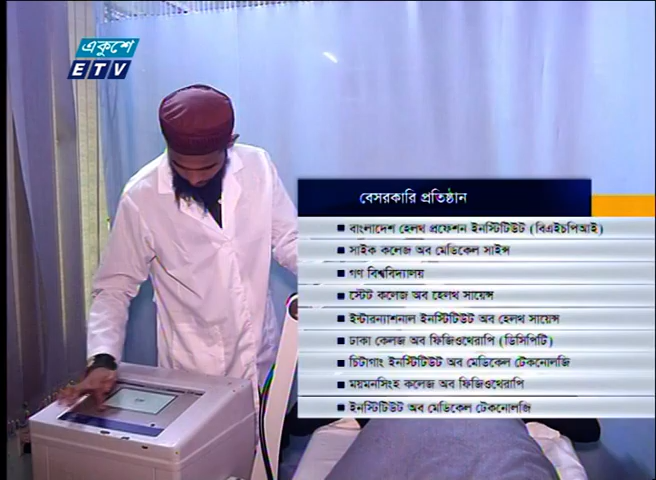 একুশে
ETV
বেসরকারি প্রতিষ্ঠান
বাংলাদেশ হেলথ প্রফেশন ইনস্টিটিউট (বিএইচপিআই)
সাইক কলেজ অব মেডিকেল সাইন্স
গণ বিশ্ববিদ্যালয়
স্টেট কলেজ অব হেলথ সায়েন্স
ইন্টারন্যাশনাল ইনস্টিটিউট অব হেলথ সায়েন্স
ঢাকা কেলজ অব ফিজিওথেরাপি (ডিসিপিটি)
চিটাগাং ইনস্টিটিউট অব মেডিকেল টেকনোলজি
ময়মনসিংহ কলেজ অব ফিজিওথেরাপি
ইনস্টিটিউট অব মেডিকেল টেকনোলজি